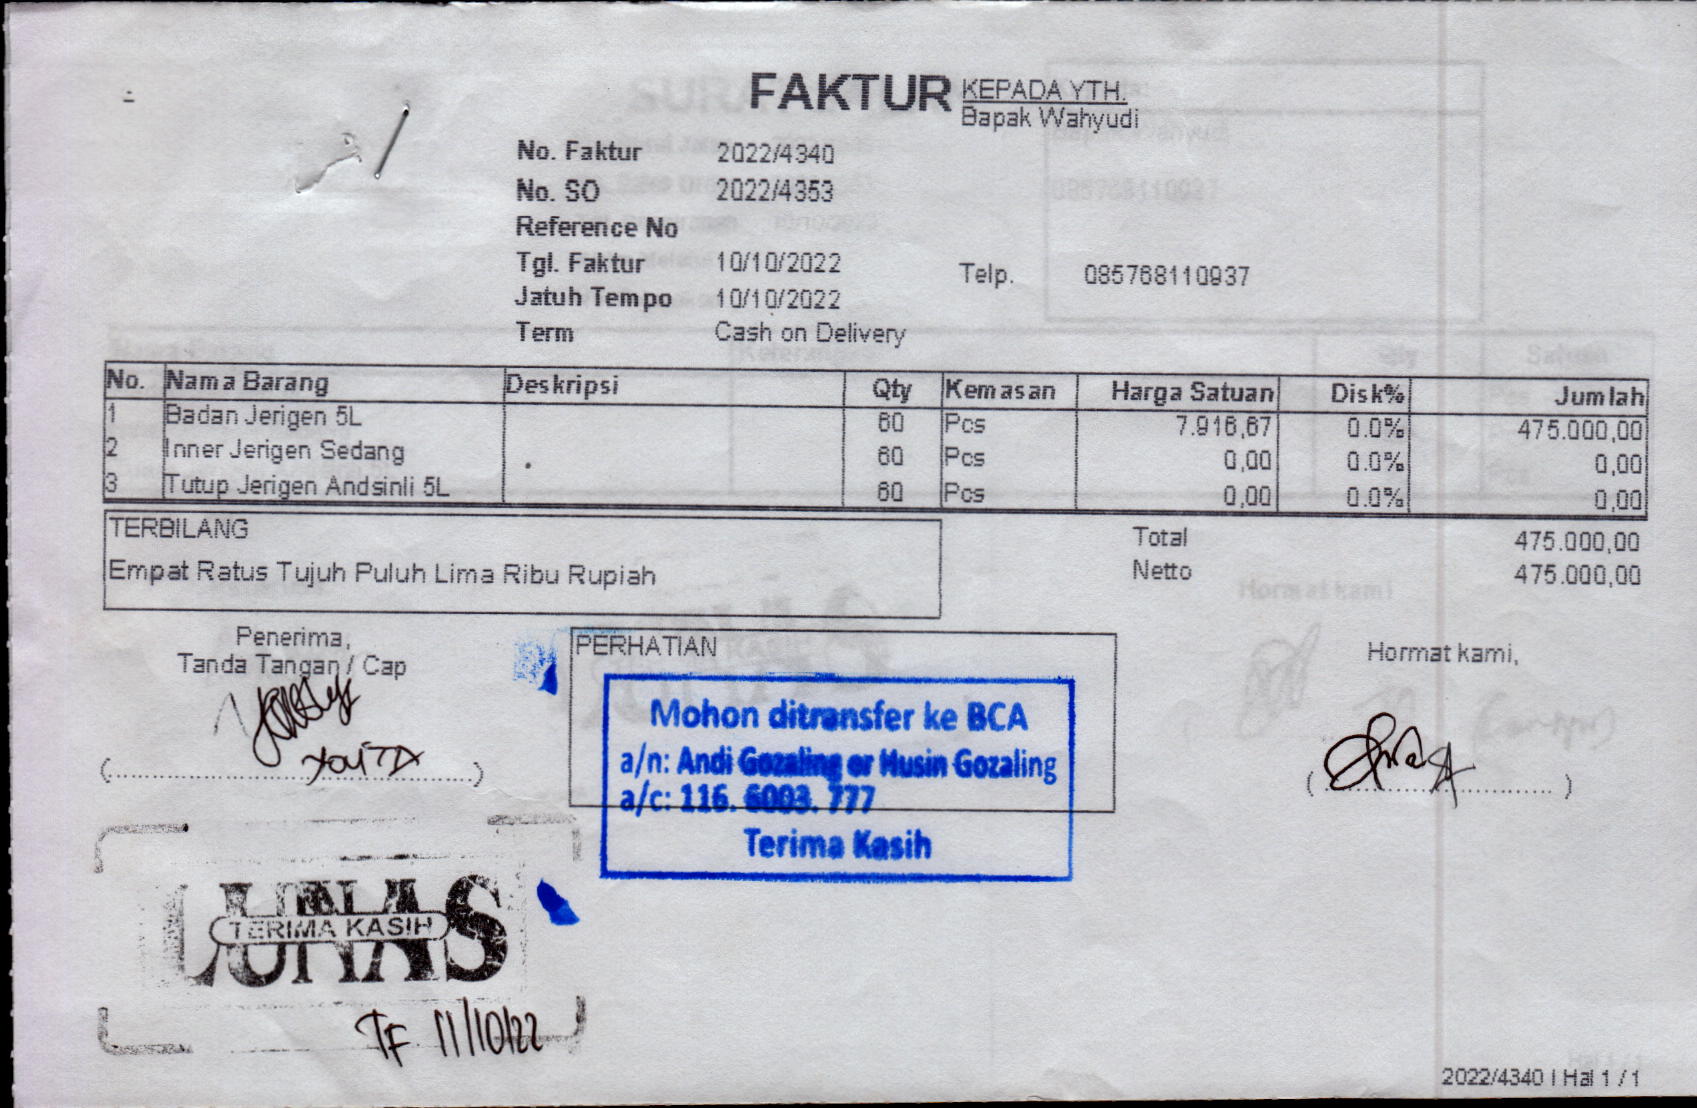 FAKTUR
KEPADA YTH.
Bapak Wahyudi
No. Faktur 2022/4340
No. SO 2022/4353
Reference No
Tgl. Faktur 10/10/2022
Telp. 085768110937
Jatuh Tempo 10/10/2022
Term Cash on Delivery
No. Nama Barang Deskripsi Qty Kemasan Harga Satuan Disk% Jumlah
1 Badan Jerigen 5L 60 Pcs 7.916,67 0.0% 475.000,00
2 Inner Jerigen Sedang 60 Pcs 0,00 0.0% 0,00
3 Tutup Jerigen Andsinli 5L 60 Pcs 0,00 0.0% 0,00
TERBILANG
Empat Ratus Tujuh Puluh Lima Ribu Rupiah
Total 475.000,00
Netto 475.000,00
Penerima,
Tanda Tangan / Cap
PERHATIAN
Mohon ditransfer ke BCA
a/n: Andi Gozaling or Husin Gozaling
a/c: 116. 6003. 777
Terima Kasih
Hormat kami,
LUNAS
TERIMA KASIH
TF 11/10/22
2022/4340 | Hal 1 / 1